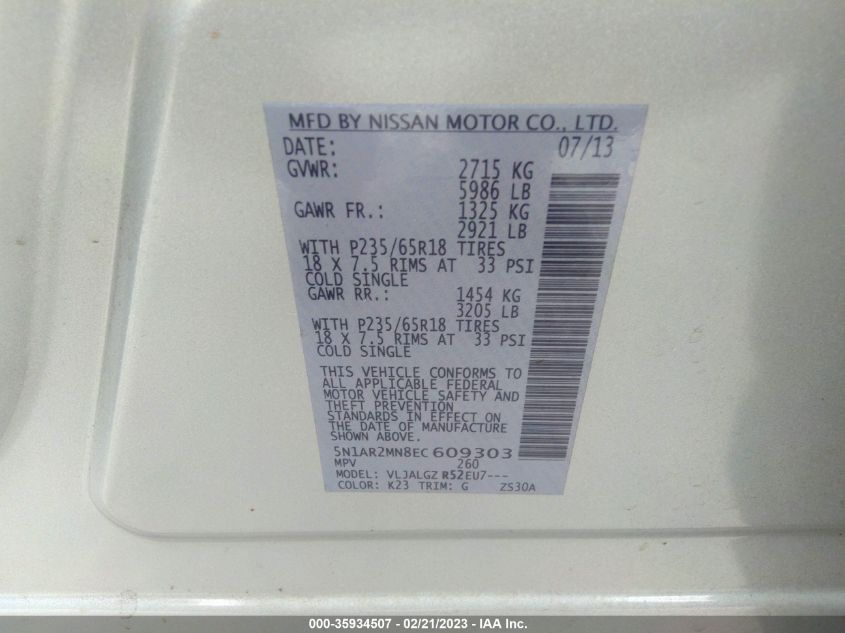 MFD BY NISSAN MOTOR CO., LTD.
DATE: 07/13
GVWR: 2715 KG
5986 LB
GAWR FR.: 1325 KG
2921 LB
WITH P235/65R18 TIRES
18 X 7.5 RIMS AT 33 PSI
COLD SINGLE
GAWR RR.: 1454 KG
3205 LB
WITH P235/65R18 TIRES
18 X 7.5 RIMS AT 33 PSI
COLD SINGLE
THIS VEHICLE CONFORMS TO
ALL APPLICABLE FEDERAL
MOTOR VEHICLE SAFETY AND
THEFT PREVENTION
STANDARDS IN EFFECT ON
THE DATE OF MANUFACTURE
SHOWN ABOVE.
5N1AR2MN8EC609303
MPV 260
MODEL: VLJALGZ R52EU7---
COLOR: K23 TRIM: G ZS30A
000-35934507 - 02/21/2023 - IAA Inc.